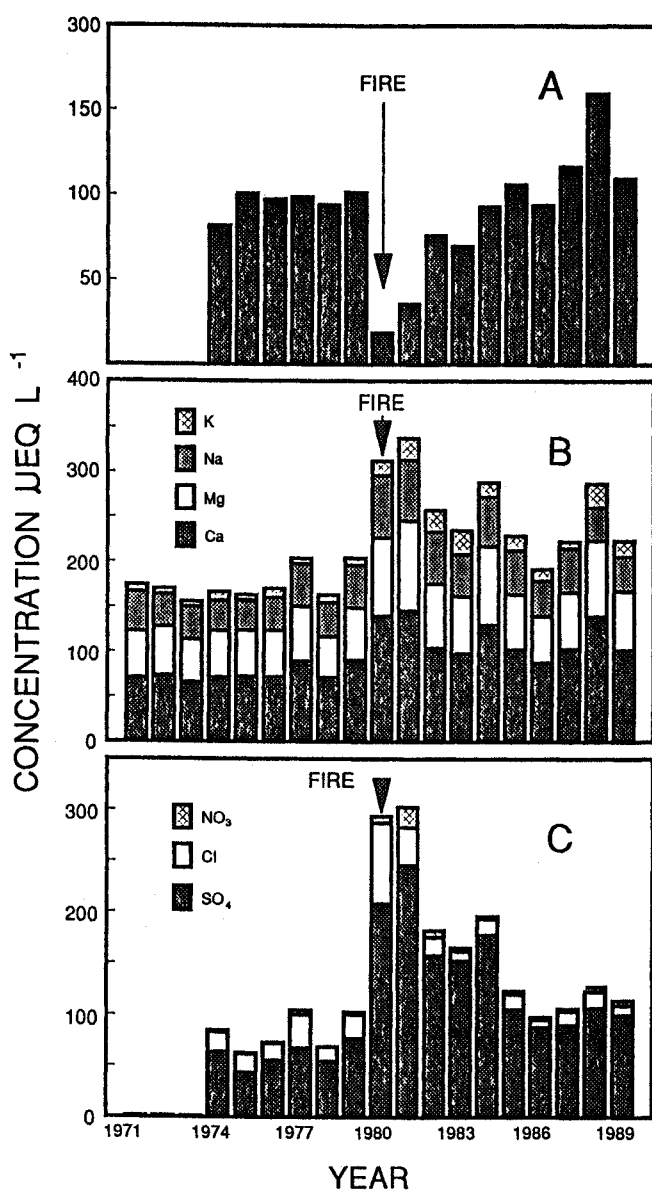 CONCENTRATION µEQ L -1
300
150
100
50
FIRE
A
400
300
200
100
0
FIRE
B
K
Na
Mg
Ca
300
200
100
0
FIRE
C
NO₃
Cl
SO₄
1971 1974 1977 1980 1983 1986 1989
YEAR